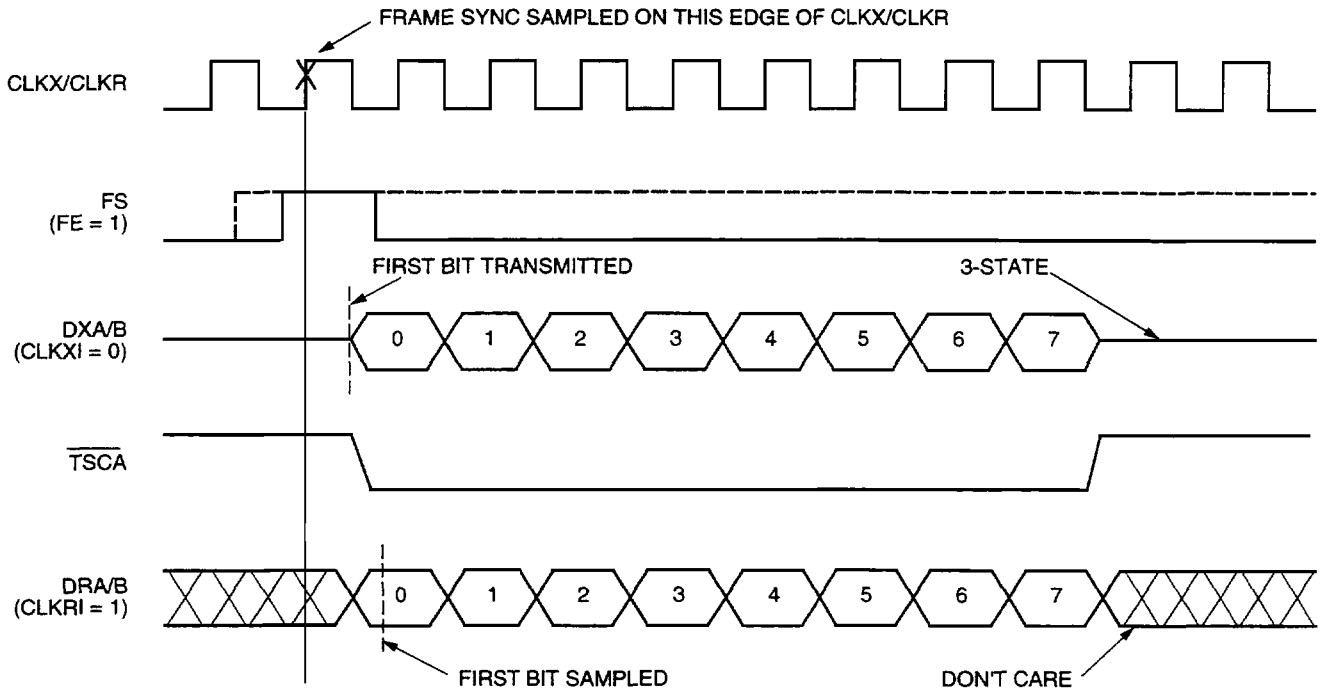 FRAME SYNC SAMPLED ON THIS EDGE OF CLKX/CLKR
CLKX/CLKR
FS
(FE = 1)
FIRST BIT TRANSMITTED
3-STATE
DXA/B
(CLKXI = 0)
0 1 2 3 4 5 6 7
TSCA
DRA/B
(CLKRI = 1)
0 1 2 3 4 5 6 7
FIRST BIT SAMPLED
DON'T CARE